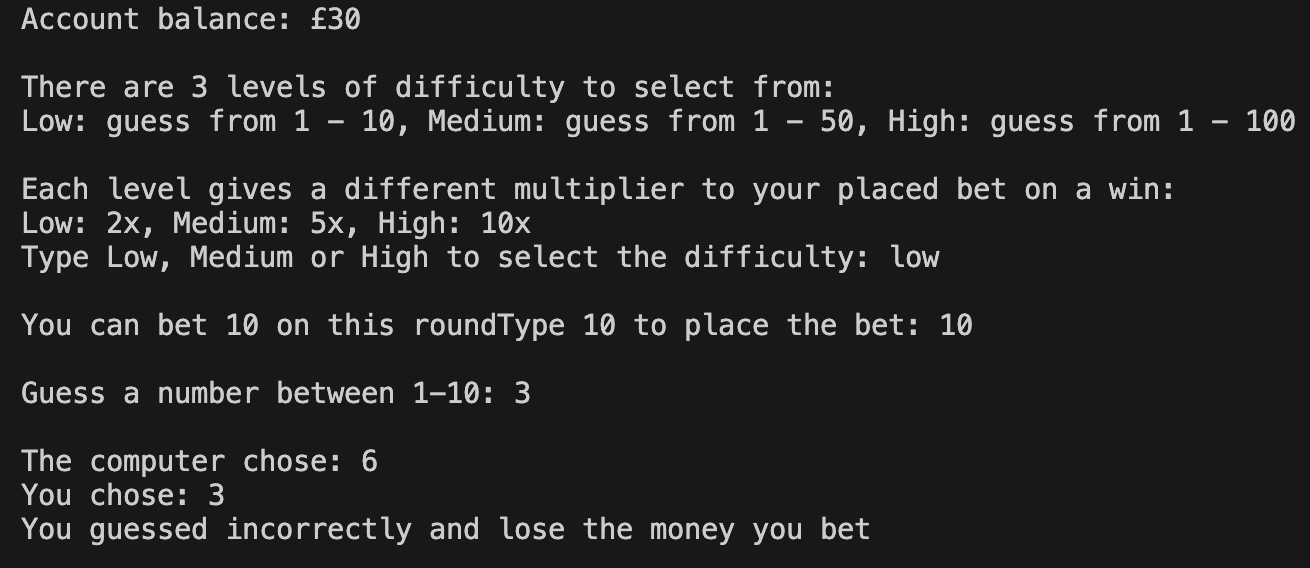 Account balance: £30
There are 3 levels of difficulty to select from:
Low: guess from 1 - 10, Medium: guess from 1 - 50, High: guess from 1 - 100
Each level gives a different multiplier to your placed bet on a win:
Low: 2x, Medium: 5x, High: 10x
Type Low, Medium or High to select the difficulty: low
You can bet 10 on this roundType 10 to place the bet: 10
Guess a number between 1-10: 3
The computer chose: 6
You chose: 3
You guessed incorrectly and lose the money you bet